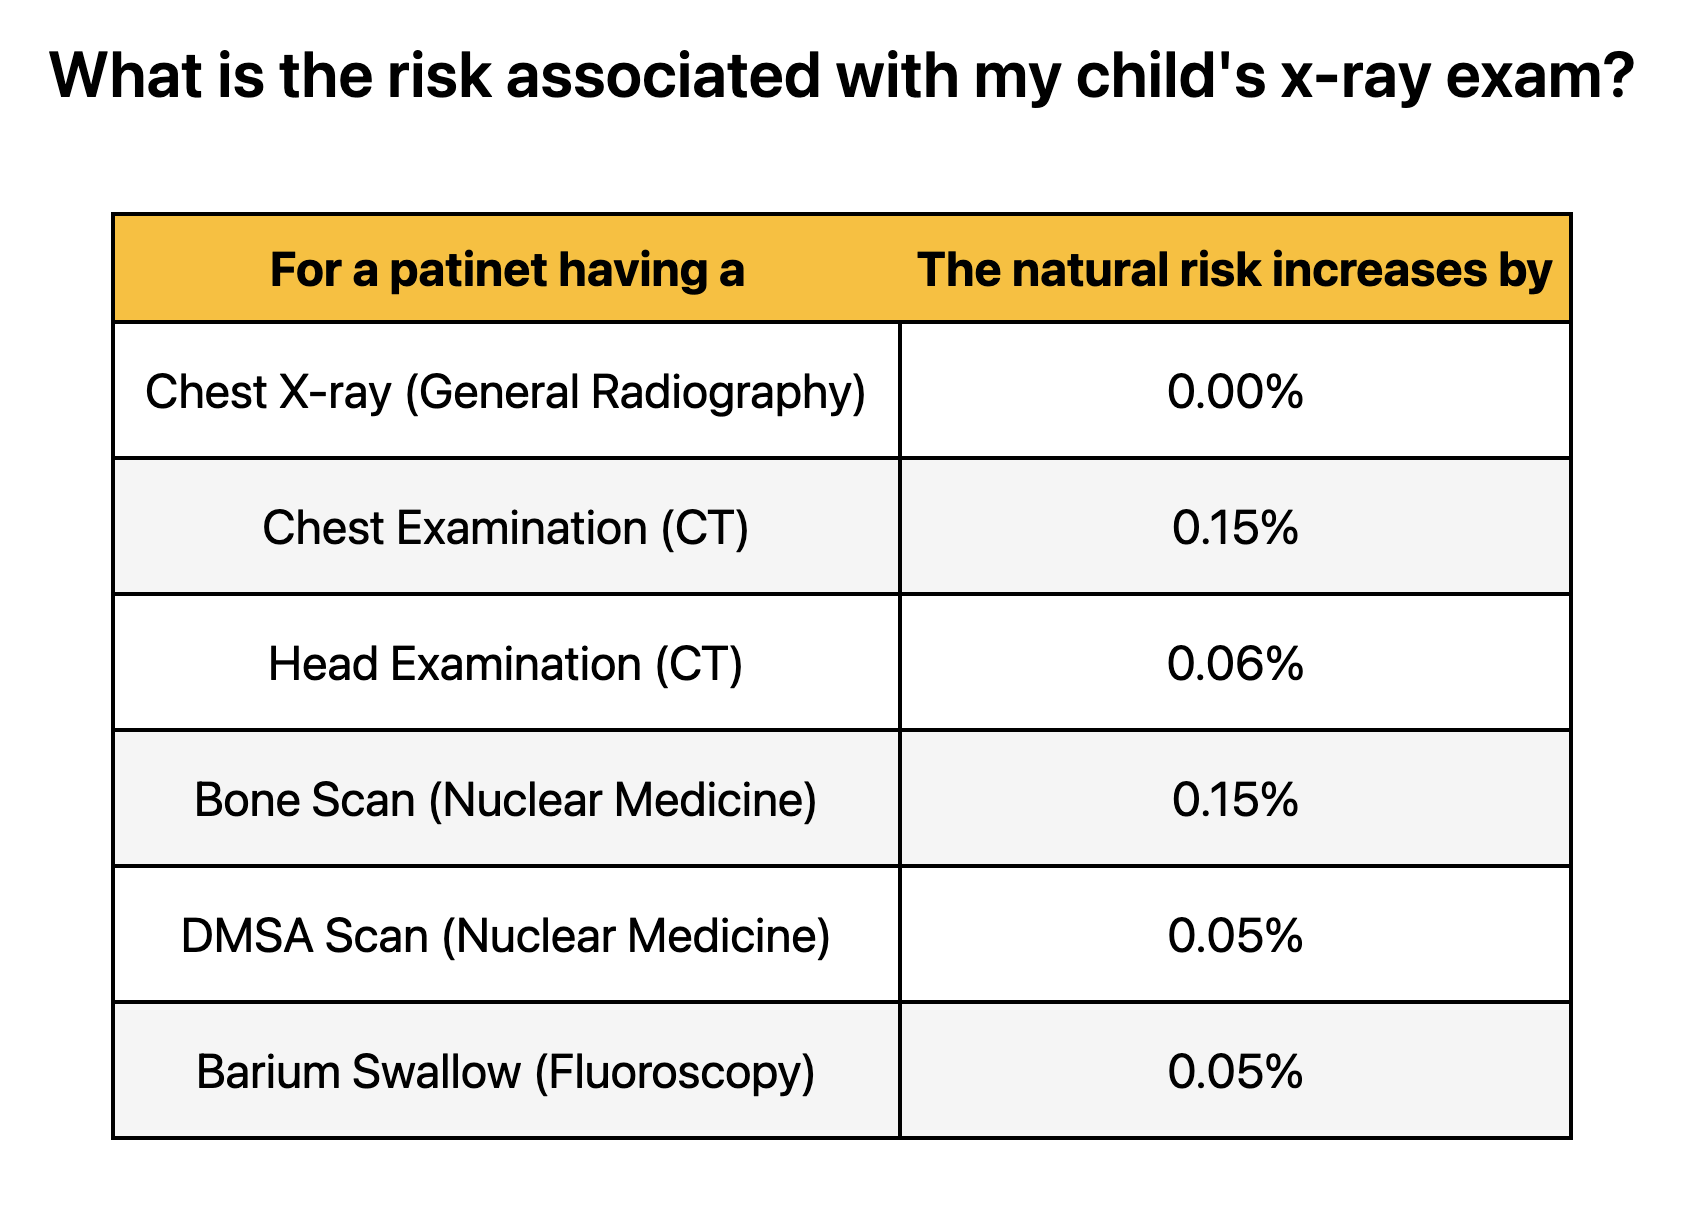 What is the risk associated with my child's x-ray exam?
For a patinet having a The natural risk increases by
Chest X-ray (General Radiography) 0.00%
Chest Examination (CT) 0.15%
Head Examination (CT) 0.06%
Bone Scan (Nuclear Medicine) 0.15%
DMSA Scan (Nuclear Medicine) 0.05%
Barium Swallow (Fluoroscopy) 0.05%